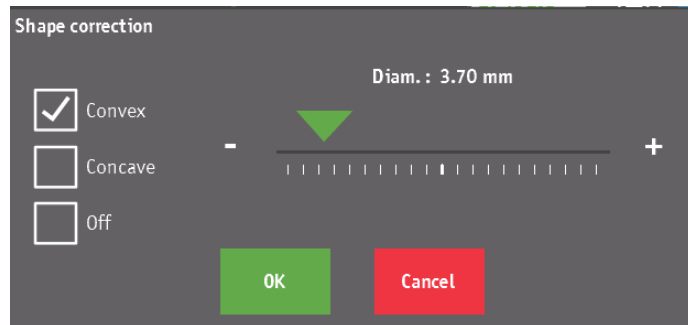 Shape correction
Diam. : 3.70 mm
Convex
-
+
Concave
Off
OK
Cancel